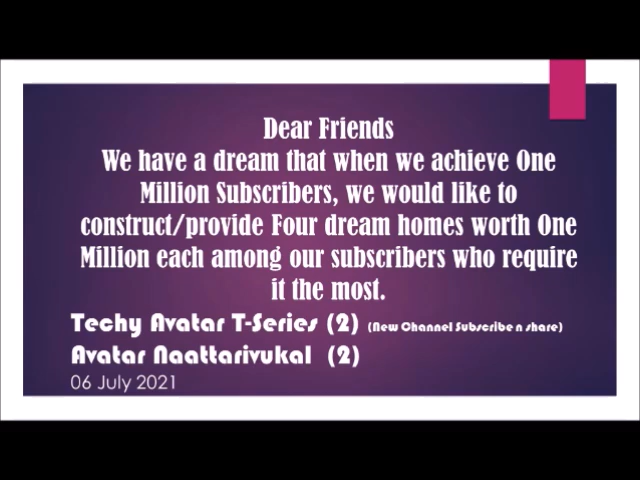 Dear Friends
We have a dream that when we achieve One
Million Subscribers, we would like to
construct/provide Four dream homes worth One
Million each among our subscribers who require
it the most.
Techy Avatar T-Series (2) (New Channel Subscribe n share)
Avatar Naattarivukal (2)
06 July 2021